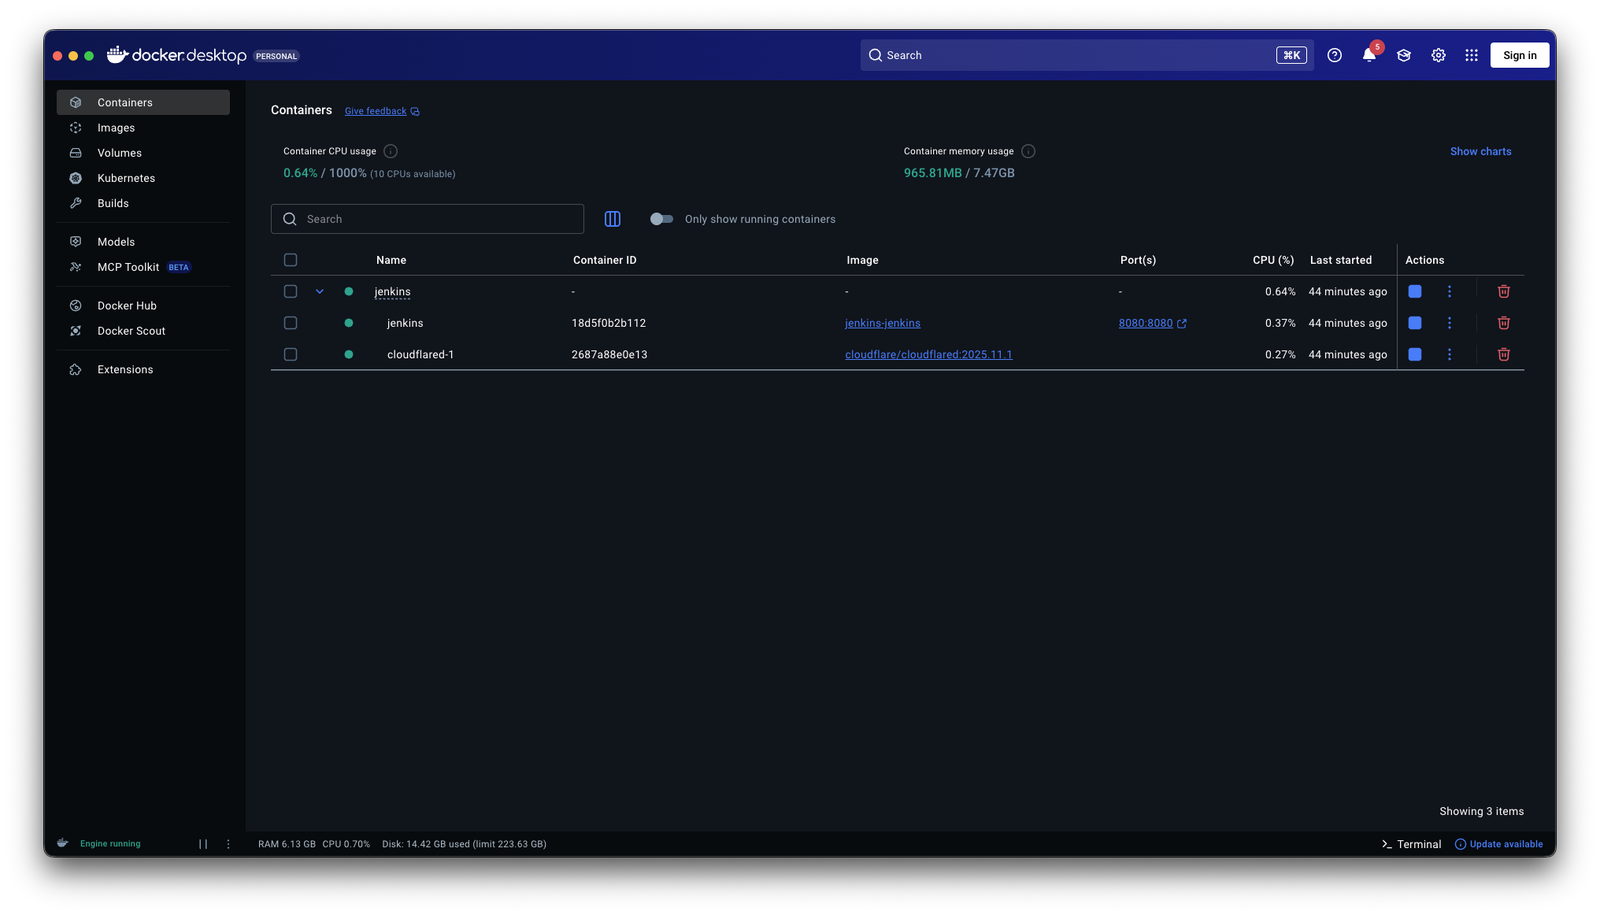 docker.desktop PERSONAL Search ⌘K 5 Sign in
Containers
Images
Volumes
Kubernetes
Builds
Models
MCP Toolkit BETA
Docker Hub
Docker Scout
Extensions
Containers Give feedback
Container CPU usage
0.64% / 1000% (10 CPUs available)
Container memory usage
965.81MB / 7.47GB
Show charts
Search Only show running containers
Name Container ID Image Port(s) CPU (%) Last started Actions
jenkins - - - 0.64% 44 minutes ago
jenkins 18d5f0b2b112 jenkins-jenkins 8080:8080 0.37% 44 minutes ago
cloudflared-1 2687a88e0e13 cloudflare/cloudflared:2025.11.1 0.27% 44 minutes ago
Showing 3 items
Engine running RAM 6.13 GB CPU 0.70% Disk: 14.42 GB used (limit 223.63 GB) >_ Terminal Update available